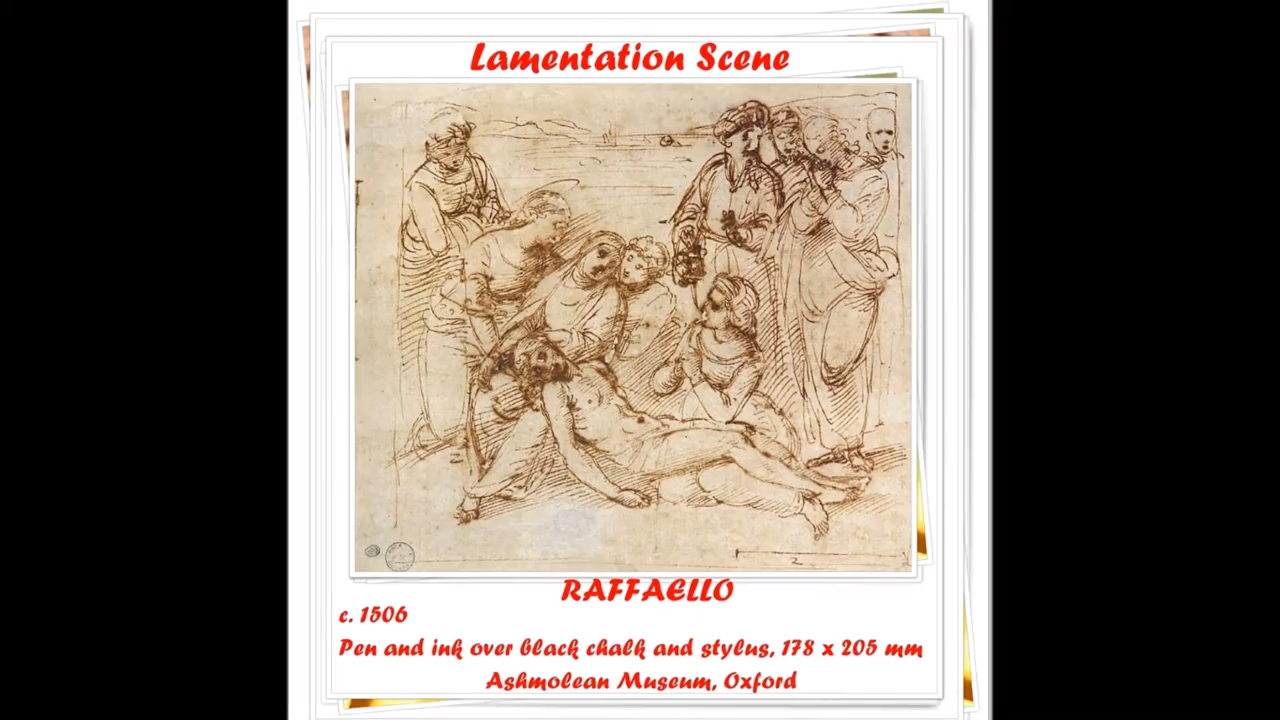 Lamentation Scene
RAFFAELLO
c. 1506
Pen and ink over black chalk and stylus, 178 x 205 mm
Ashmolean Museum, Oxford